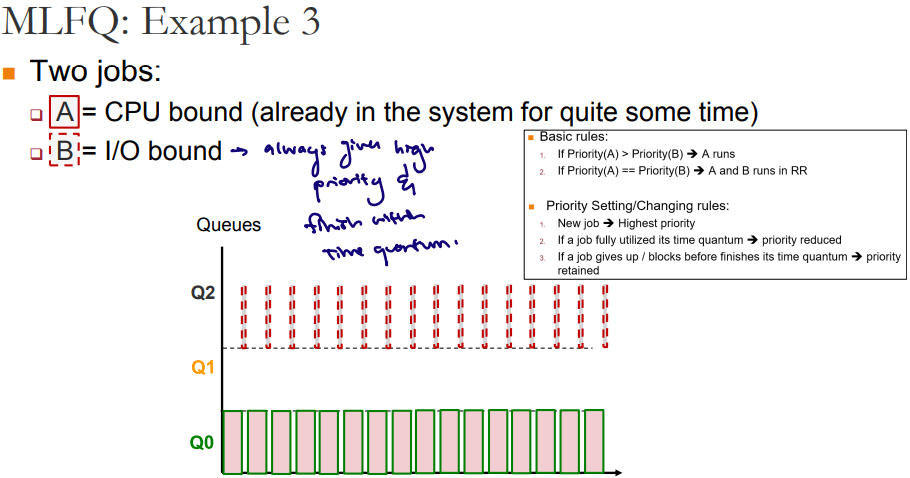 MLFQ: Example 3
Two jobs:
A = CPU bound (already in the system for quite some time)
B = I/O bound → always given high
priority &
finish within
time quantum.
Basic rules:
1. If Priority(A) > Priority(B) ➔ A runs
2. If Priority(A) == Priority(B) ➔ A and B runs in RR
Priority Setting/Changing rules:
1. New job ➔ Highest priority
2. If a job fully utilized its time quantum ➔ priority reduced
3. If a job gives up / blocks before finishes its time quantum ➔ priority
retained
Queues
Q2
Q1
Q0